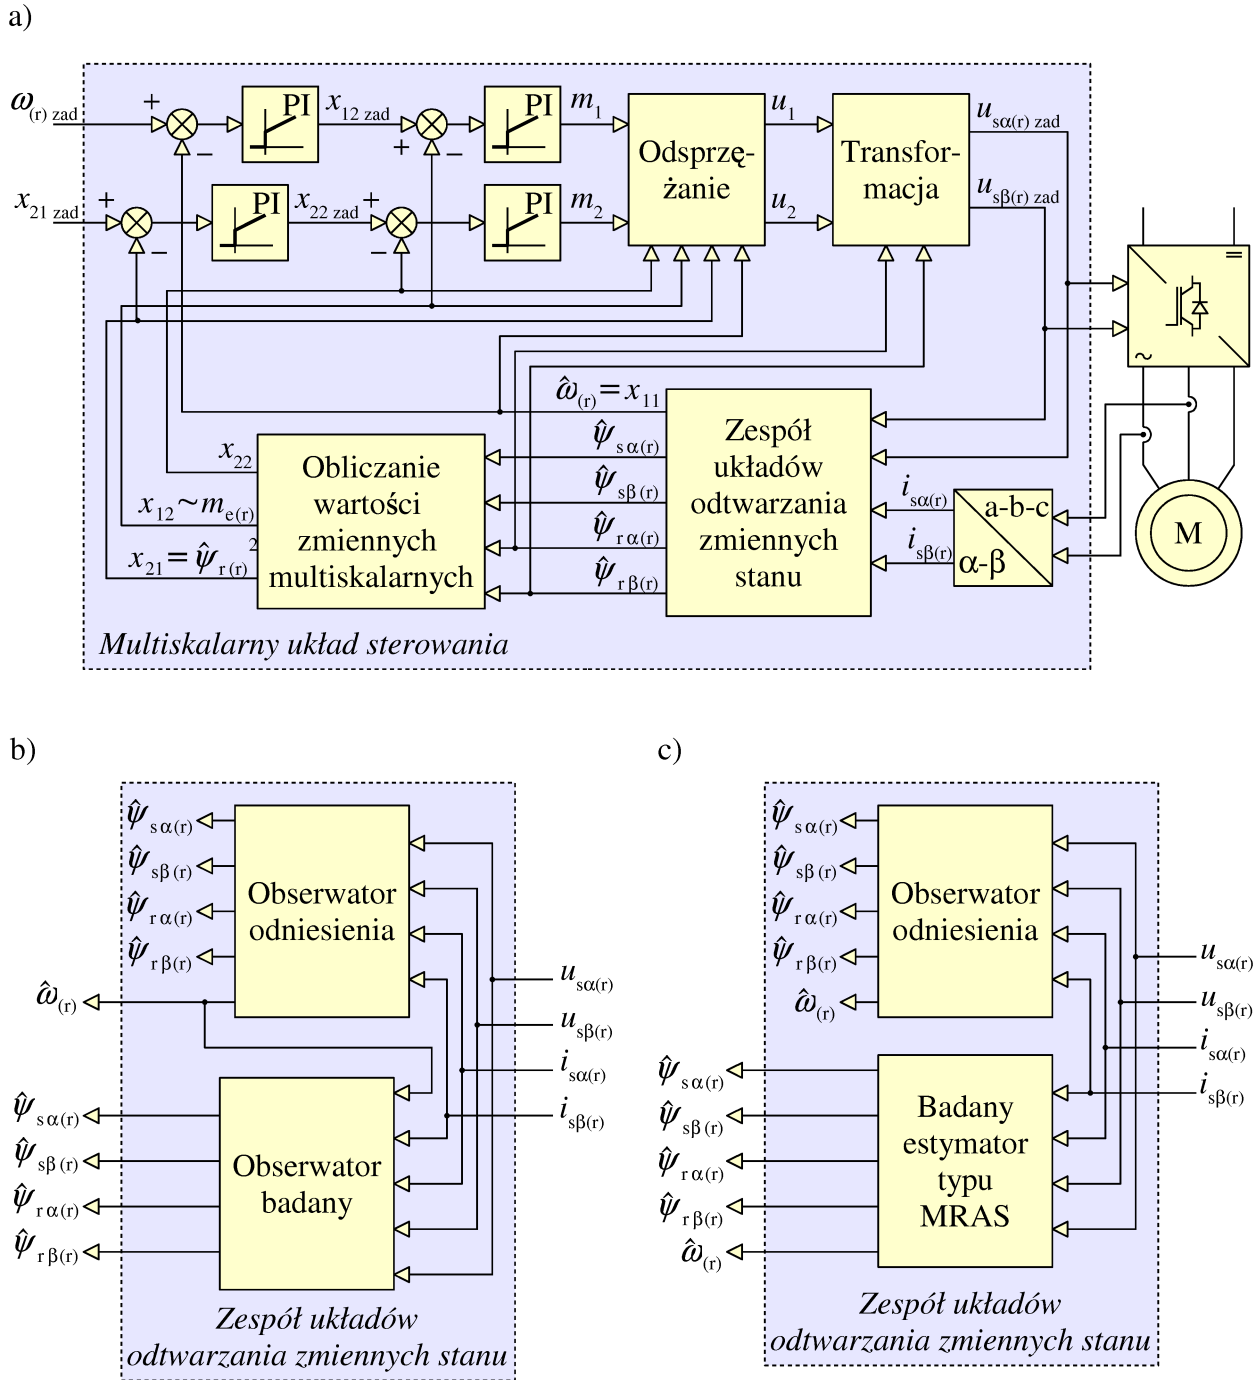 a)
ω(r) zad
+
−
PI
x12 zad
+
+
−
PI
m1
Odsprzę-
żanie
u1
Transfor-
macja
usα(r) zad
x21 zad
+
−
PI
x22 zad
+
−
PI
m2
u2
usβ(r) zad
=
~
ω̂(r) = x11
ψ̂sα(r)
ψ̂sβ(r)
ψ̂rα(r)
ψ̂rβ(r)
x22
x12 ~ me(r)
x21 = ψ̂r(r)²
Obliczanie
wartości
zmiennych
multiskalarnych
Zespół
układów
odtwarzania
zmiennych
stanu
isα(r)
isβ(r)
a-b-c
α-β
M
Multiskalarny układ sterowania
b)
ψ̂sα(r)
ψ̂sβ(r)
ψ̂rα(r)
ψ̂rβ(r)
ω̂(r)
Obserwator
odniesienia
usα(r)
usβ(r)
isα(r)
isβ(r)
ψ̂sα(r)
ψ̂sβ(r)
ψ̂rα(r)
ψ̂rβ(r)
Obserwator
badany
Zespół układów
odtwarzania zmiennych stanu
c)
ψ̂sα(r)
ψ̂sβ(r)
ψ̂rα(r)
ψ̂rβ(r)
ω̂(r)
Obserwator
odniesienia
usα(r)
usβ(r)
isα(r)
isβ(r)
ψ̂sα(r)
ψ̂sβ(r)
ψ̂rα(r)
ψ̂rβ(r)
ω̂(r)
Badany
estymator
typu
MRAS
Zespół układów
odtwarzania zmiennych stanu